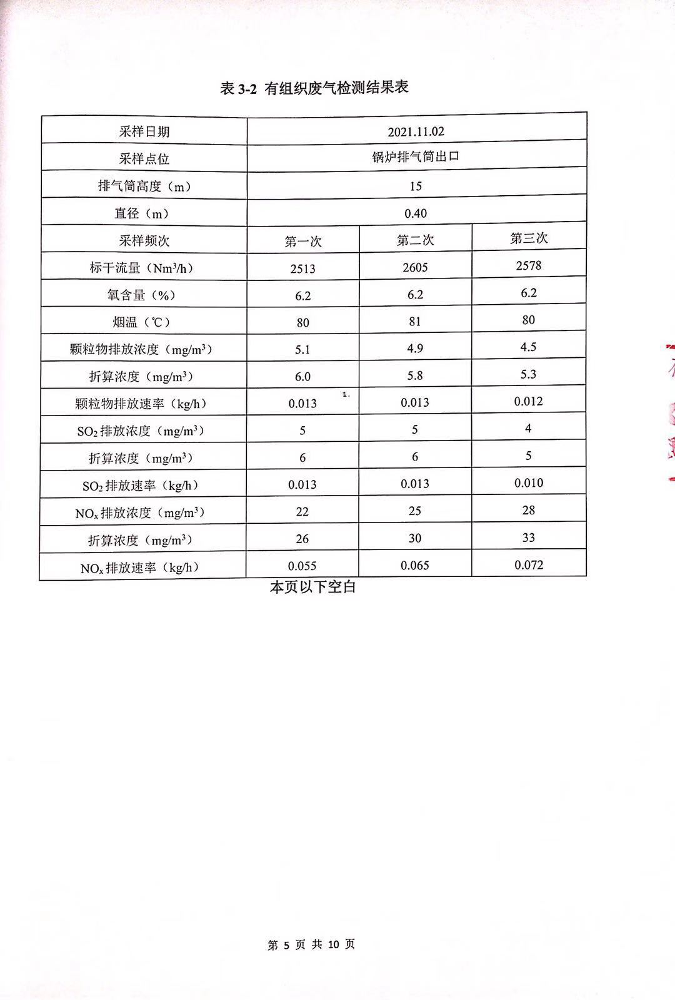 表 3-2 有组织废气检测结果表
采样日期 2021.11.02
采样点位 锅炉排气筒出口
排气筒高度（m） 15
直径（m） 0.40
采样频次 第一次 第二次 第三次
标干流量（Nm³/h） 2513 2605 2578
氧含量（%） 6.2 6.2 6.2
烟温（℃） 80 81 80
颗粒物排放浓度（mg/m³） 5.1 4.9 4.5
折算浓度（mg/m³） 6.0 5.8 5.3
颗粒物排放速率（kg/h） 0.013 0.013 0.012
SO₂排放浓度（mg/m³） 5 5 4
折算浓度（mg/m³） 6 6 5
SO₂排放速率（kg/h） 0.013 0.013 0.010
NOₓ排放浓度（mg/m³） 22 25 28
折算浓度（mg/m³） 26 30 33
NOₓ排放速率（kg/h） 0.055 0.065 0.072
本页以下空白
第 5 页 共 10 页